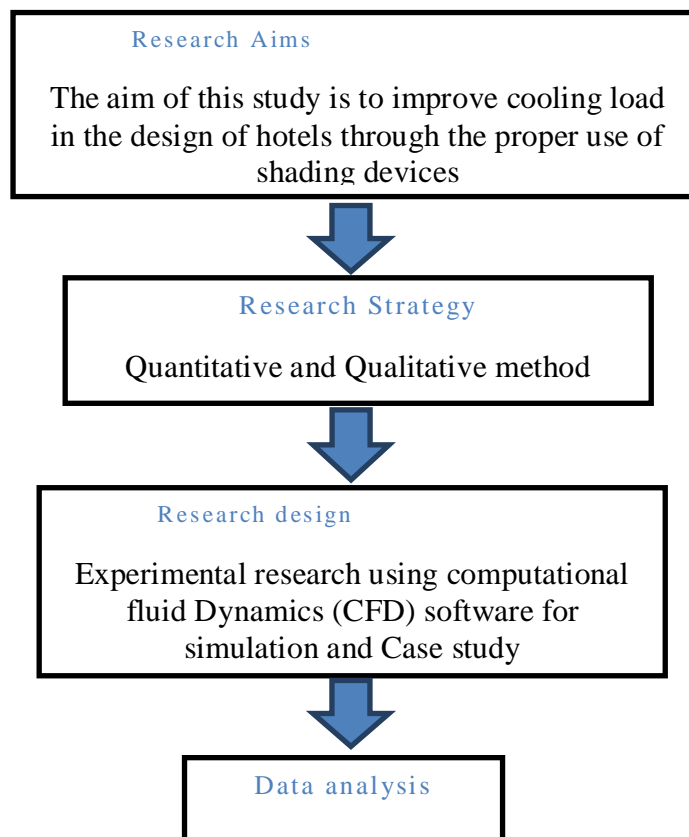 Research Aims
The aim of this study is to improve cooling load
in the design of hotels through the proper use of
shading devices
Research Strategy
Quantitative and Qualitative method
Research design
Experimental research using computational
fluid Dynamics (CFD) software for
simulation and Case study
Data analysis